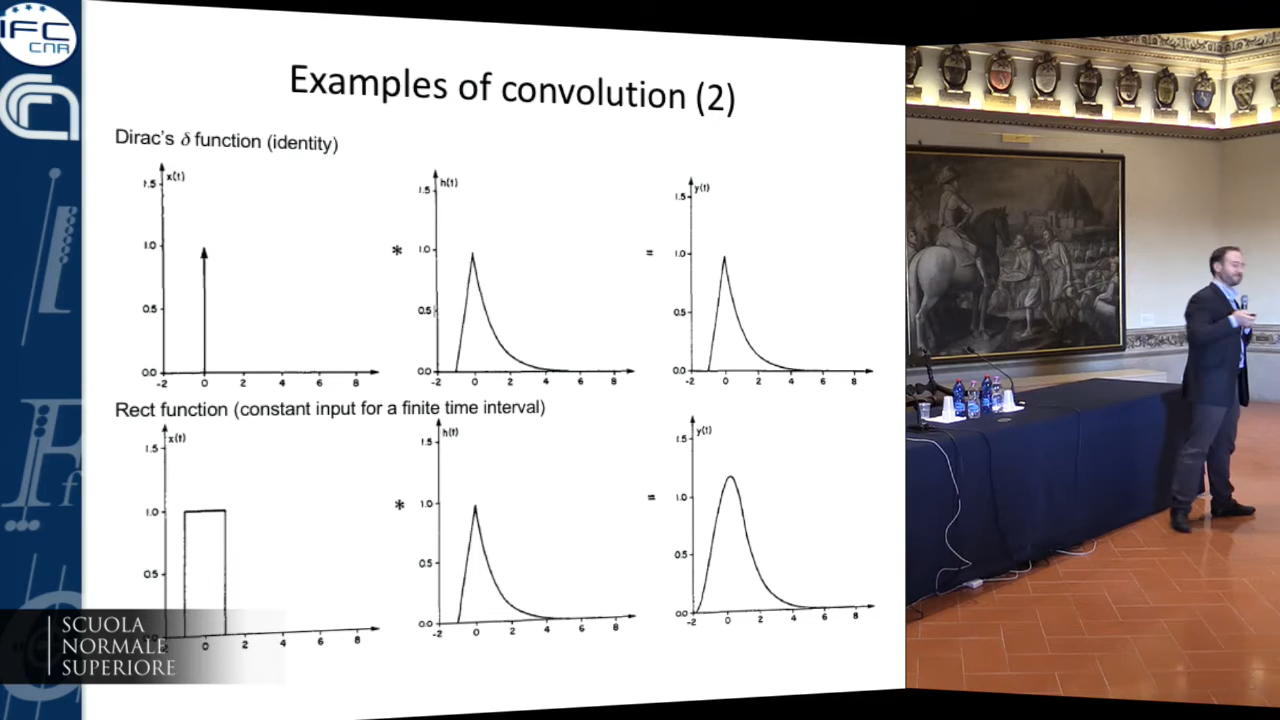 IFC
CNR
Examples of convolution (2)
Dirac's δ function (identity)
x(t)
1.5
1.0
0.5
0.0
-2 0 2 4 6 8
*
h(t)
1.5
1.0
0.5
0.0
-2 0 2 4 6 8
=
y(t)
1.5
1.0
0.5
0.0
-2 0 2 4 6 8
Rect function (constant input for a finite time interval)
x(t)
1.5
1.0
0.5
0 2 4 6 8
*
h(t)
1.5
1.0
0.5
0.0
-2 0 2 4 6 8
=
y(t)
1.5
1.0
0.5
0.0
-2 0 2 4 6 8
SCUOLA
NORMALE
SUPERIORE